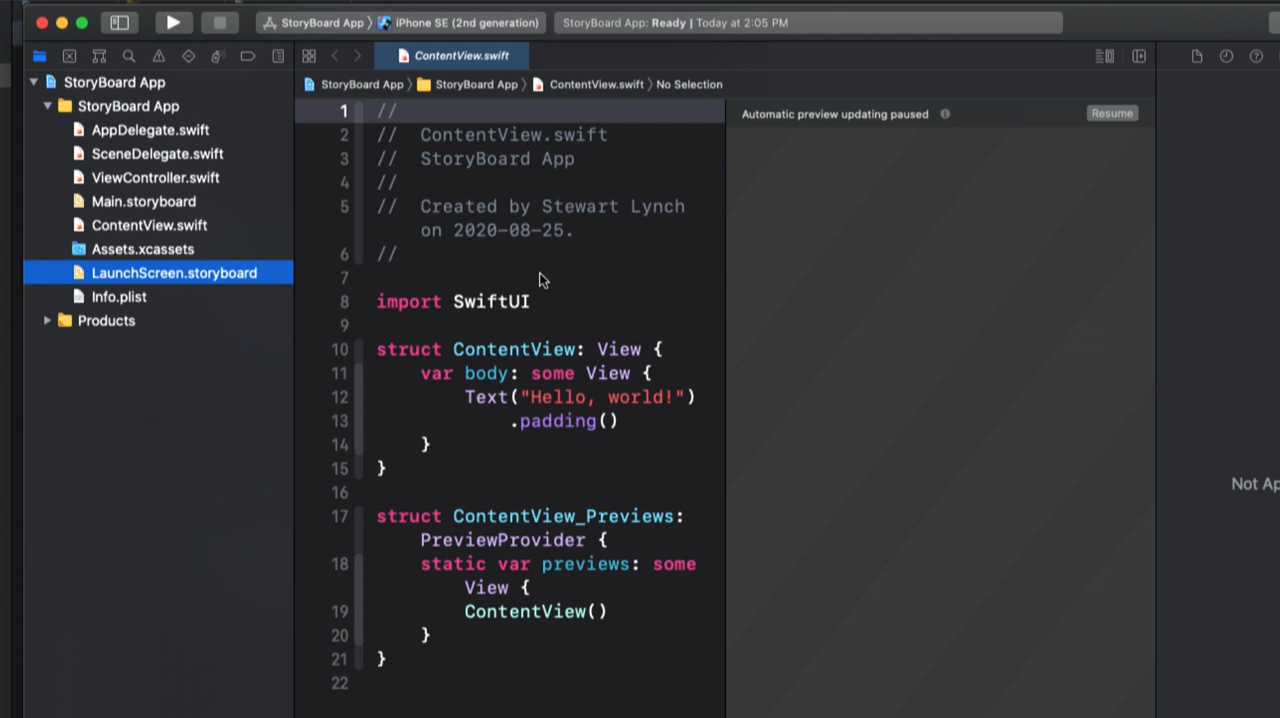 StoryBoard App
iPhone SE (2nd generation)
StoryBoard App: Ready | Today at 2:05 PM
ContentView.swift
StoryBoard App
StoryBoard App
AppDelegate.swift
SceneDelegate.swift
ViewController.swift
Main.storyboard
ContentView.swift
Assets.xcassets
LaunchScreen.storyboard
Info.plist
Products
StoryBoard App StoryBoard App ContentView.swift No Selection
1 //
2 // ContentView.swift
3 // StoryBoard App
4 //
5 // Created by Stewart Lynch
on 2020-08-25.
6 //
7
8 import SwiftUI
9
10 struct ContentView: View {
11 var body: some View {
12 Text("Hello, world!")
13 .padding()
14 }
15 }
16
17 struct ContentView_Previews:
PreviewProvider {
18 static var previews: some
View {
19 ContentView()
20 }
21 }
22
Automatic preview updating paused
Resume
Not Ap